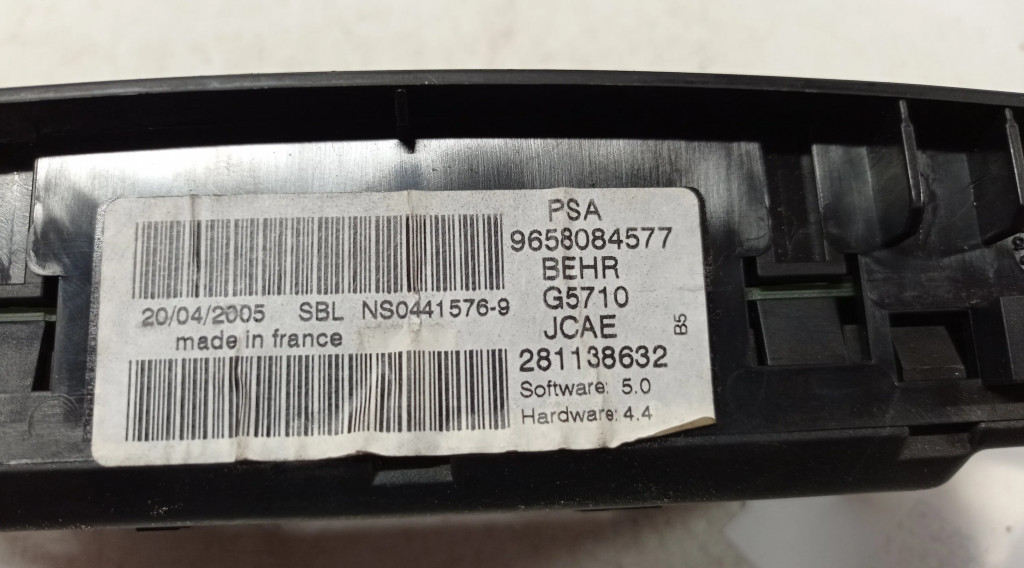 20/04/2005 SBL NS0441576-9
made in france
PSA
9658084577
BEHR
G5710
JCAE
281138632
Software: 5.0
Hardware: 4.4
B5